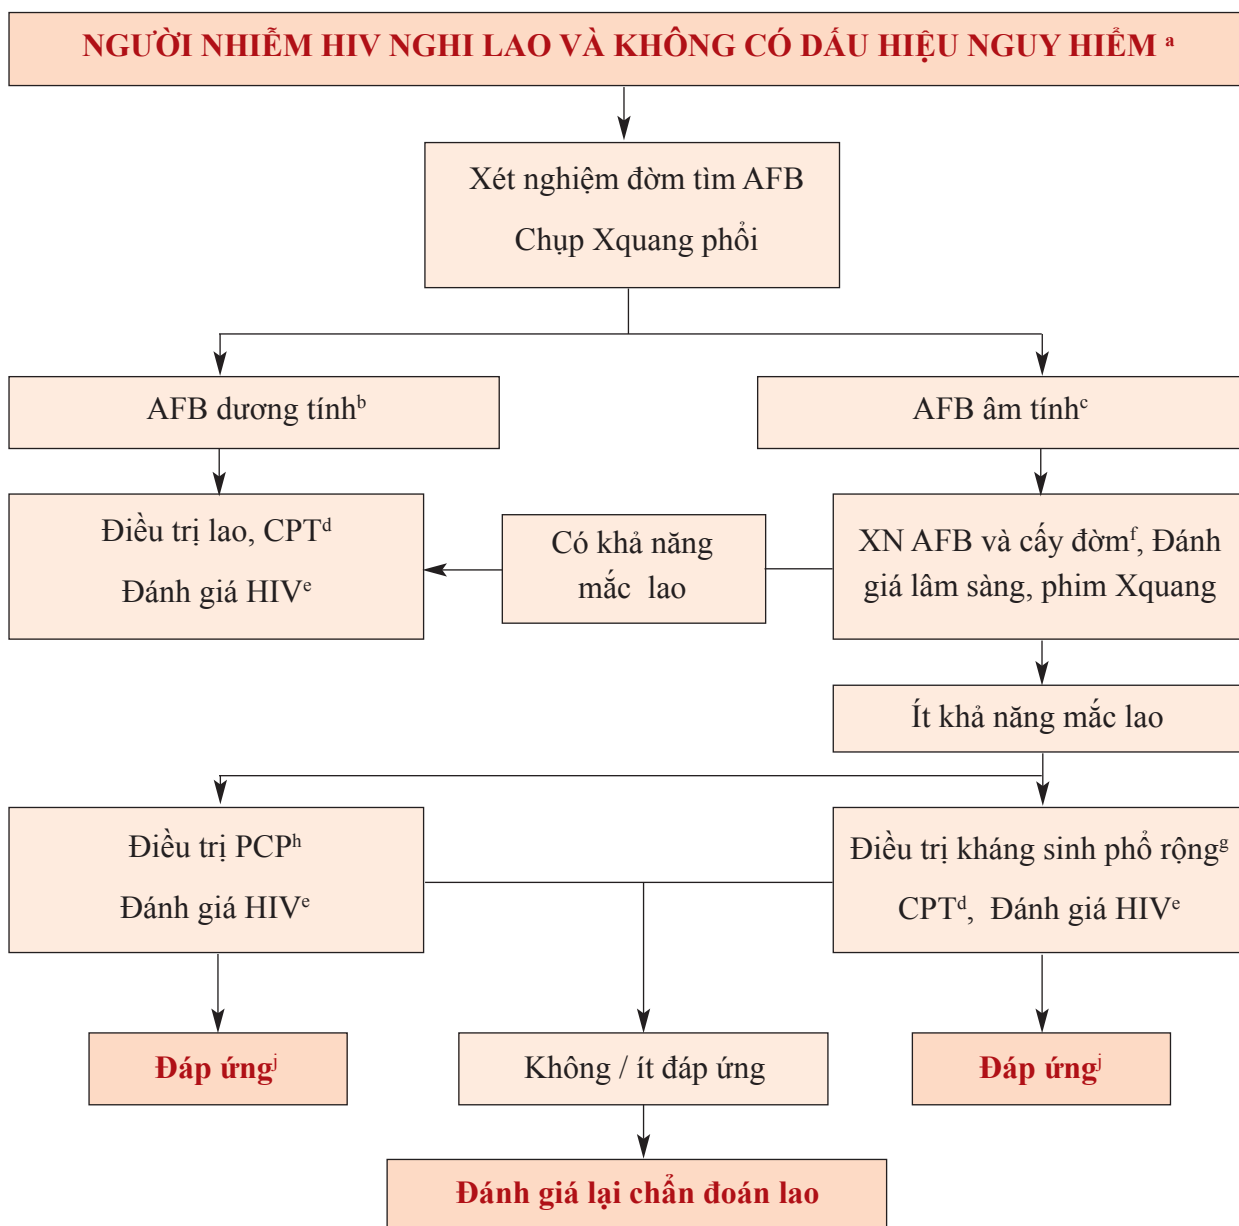 NGƯỜI NHIỄM HIV NGHI LAO VÀ KHÔNG CÓ DẤU HIỆU NGUY HIỂM ᵃ
Xét nghiệm đờm tìm AFB
Chụp Xquang phổi
AFB dương tínhᵇ
AFB âm tínhᶜ
Điều trị lao, CPTᵈ
Đánh giá HIVᵉ
Có khả năng
mắc lao
XN AFB và cấy đờmᶠ, Đánh
giá lâm sàng, phim Xquang
Ít khả năng mắc lao
Điều trị PCPʰ
Đánh giá HIVᵉ
Điều trị kháng sinh phổ rộngᵍ
CPTᵈ, Đánh giá HIVᵉ
Đáp ứngʲ
Không / ít đáp ứng
Đáp ứngʲ
Đánh giá lại chẩn đoán lao